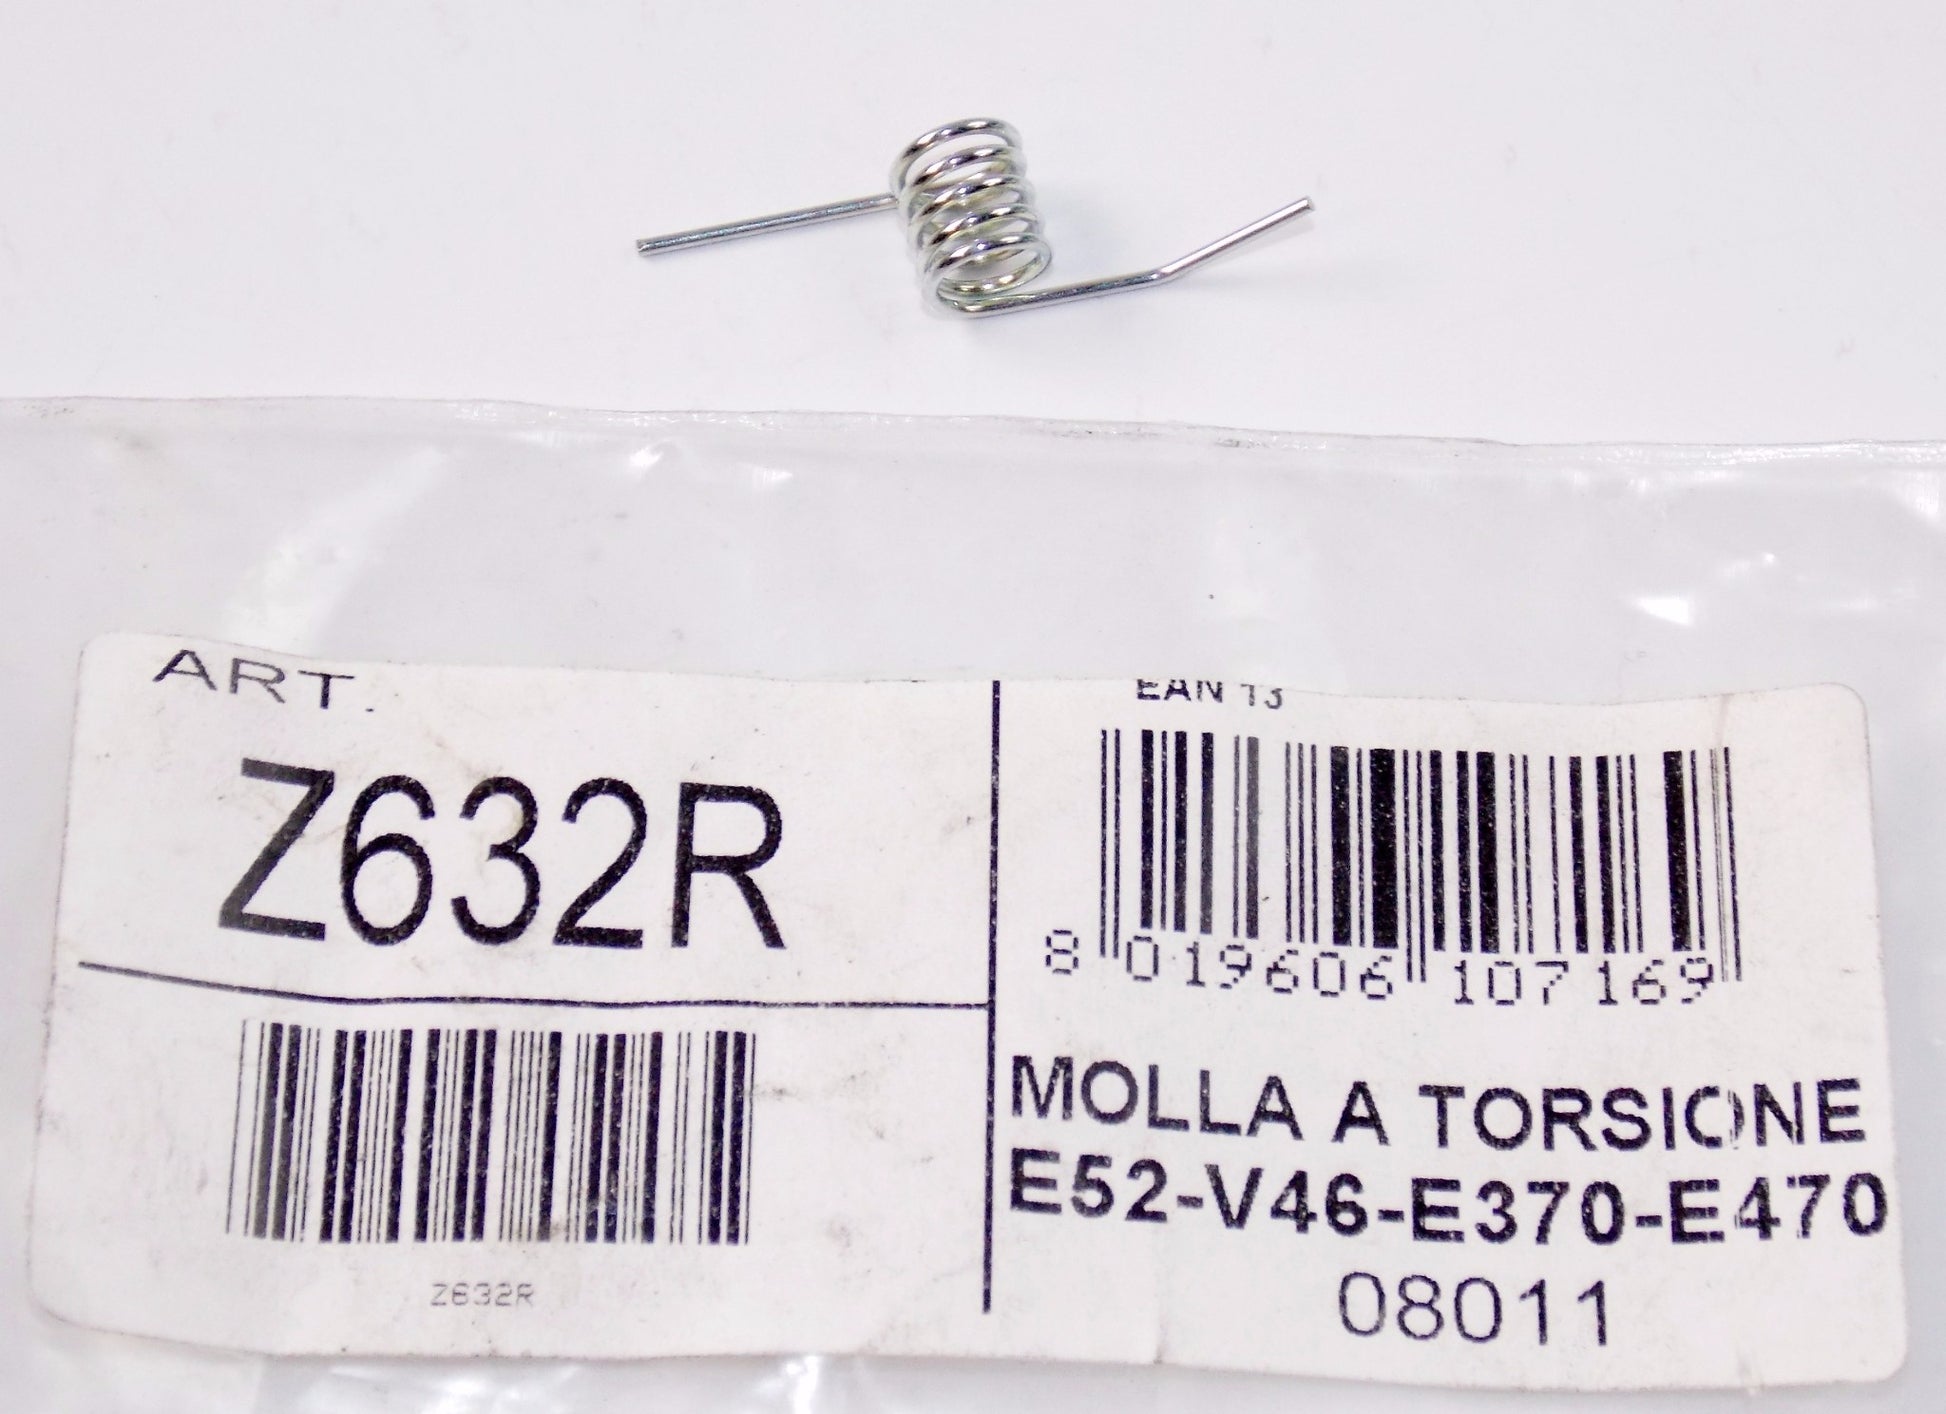 ART.
Z632R
Z632R
EAN 13
8 019606 107169
MOLLA A TORSIONE
E52-V46-E370-E470
08011